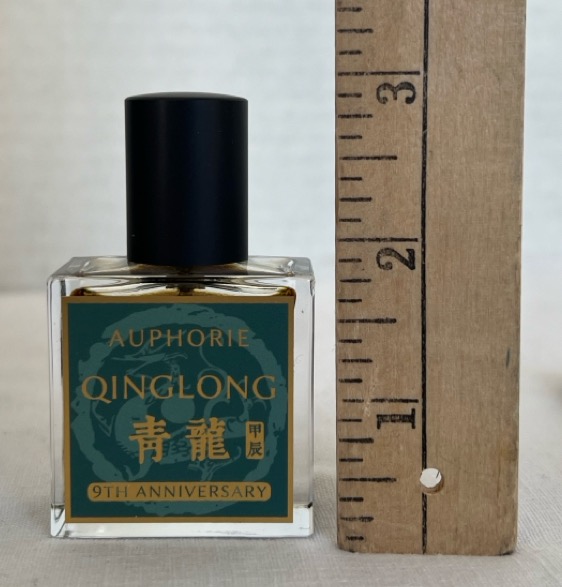 AUPHORIE
QINGLONG
青龍 甲辰
9TH ANNIVERSARY
3
2
1